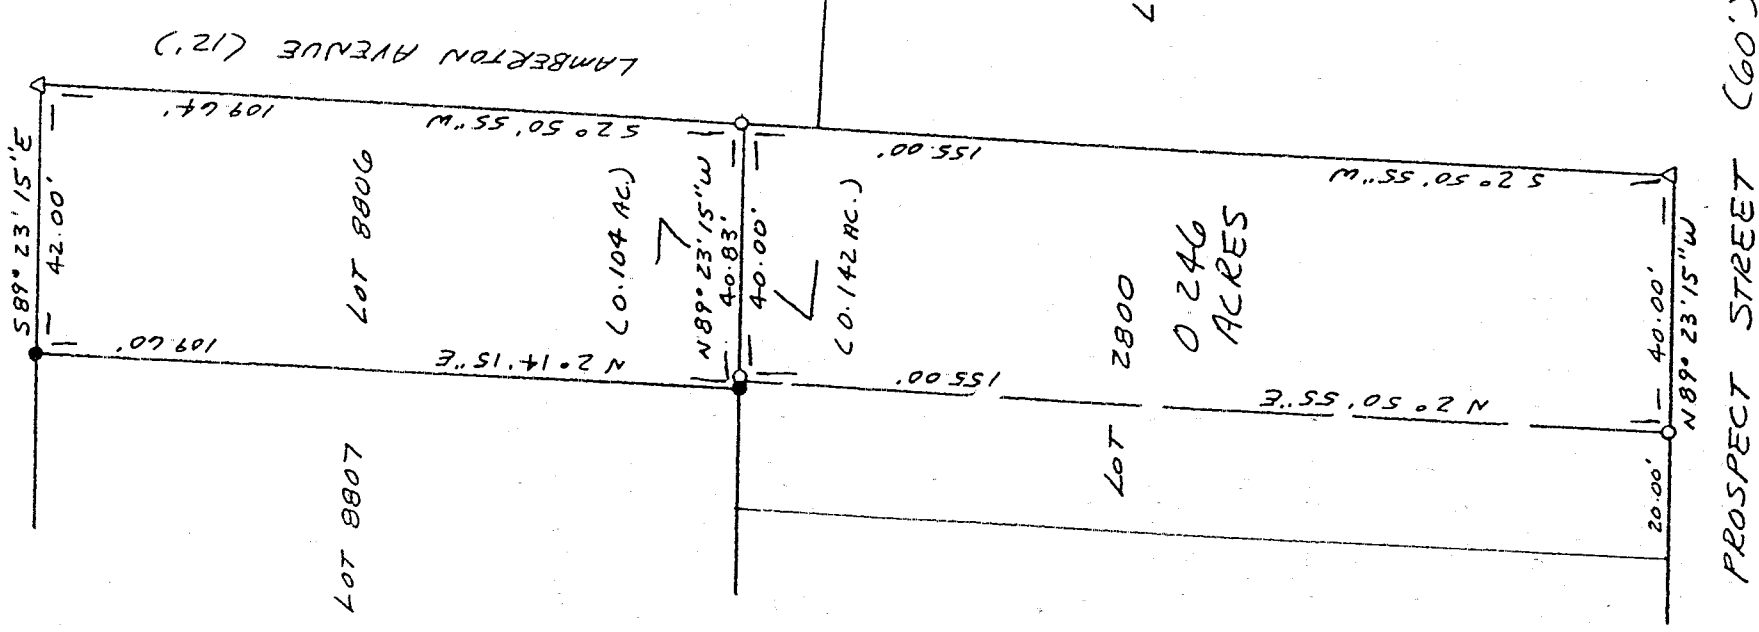 LAMBERTON AVENUE (12')
S 89° 23' 15" E
42.00'
109.64'
S 2° 50' 55" W
LOT 8806
(0.104 AC.)
N 89° 23' 15" W
40.83'
40.00'
109.60'
N 2° 14' 15" E
LOT 8807
155.00'
S 2° 50' 55" W
(0.142 AC.)
0.246
ACRES
LOT 2800
155.00'
N 2° 50' 55" E
40.00'
N 89° 23' 15" W
20.00'
PROSPECT STREET (60')
L